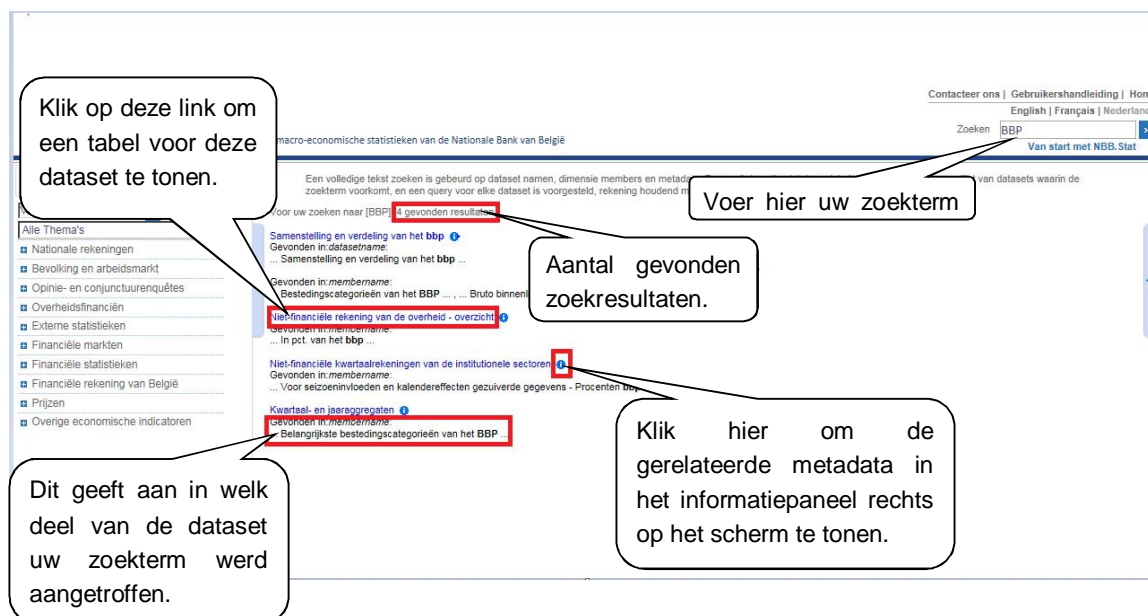 Contacteer ons | Gebruikershandleiding | Hom
English | Français | Nederland
Zoeken BBP
Van start met NBB.Stat
macro-economische statistieken van de Nationale Bank van België
Klik op deze link om
een tabel voor deze
dataset te tonen.
Voer hier uw zoekterm
Een volledige tekst zoeken is gebeurd op dataset namen, dimensie members en metada
van datasets waarin de
zoekterm voorkomt, en een query voor elke dataset is voorgesteld, rekening houdend m
Voor uw zoeken naar [BBP] 4 gevonden resultaten
Aantal gevonden
zoekresultaten.
Alle Thema's
Nationale rekeningen
Bevolking en arbeidsmarkt
Opinie- en conjunctuurenquêtes
Overheidsfinanciën
Externe statistieken
Financiële markten
Financiële statistieken
Financiële rekening van België
Prijzen
Overige economische indicatoren
Samenstelling en verdeling van het bbp
Gevonden in:datasetname:
... Samenstelling en verdeling van het bbp ...
Gevonden in:membername:
Bestedingscategorieën van het BBP ... , ... Bruto binnenl
Niet-financiële rekening van de overheid - overzicht
Gevonden in:membername:
... In pct. van het bbp ...
Niet-financiële kwartaalrekeningen van de institutionele sectoren
Gevonden in:membername:
... Voor seizoeninvloeden en kalendereffecten gezuiverde gegevens - Procenten bbp
Kwartaal- en jaaraggregaten
Gevonden in:membername:
... Belangrijkste bestedingscategorieën van het BBP ...
Klik hier om de
gerelateerde metadata in
het informatiepaneel rechts
op het scherm te tonen.
Dit geeft aan in welk
deel van de dataset
uw zoekterm werd
aangetroffen.